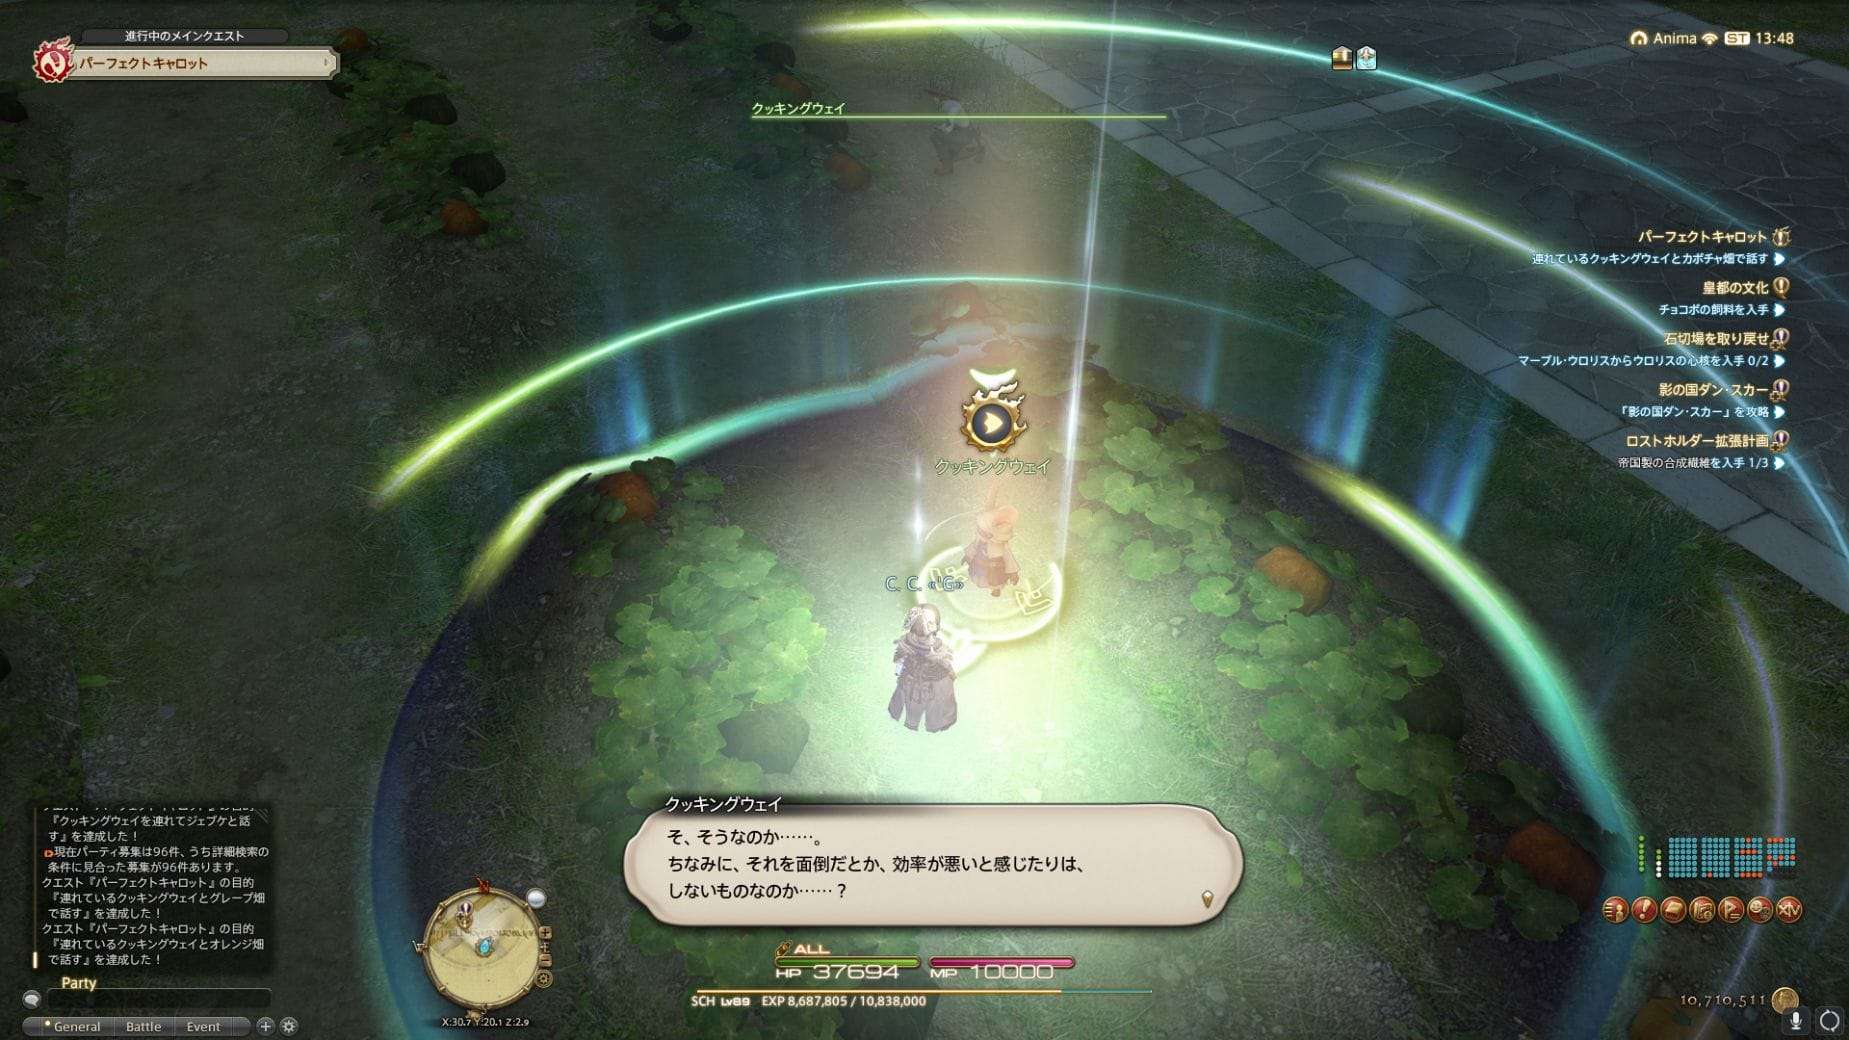 進行中のメインクエスト
パーフェクトキャロット
Anima ST 13:48
クッキングウェイ
パーフェクトキャロット
連れているクッキングウェイとカボチャ畑で話す
皇都の文化
チョコボの飼料を入手
石切場を取り戻せ
マーブル・ウロリスからウロリスの心核を入手 0/2
影の国ダン・スカー
「影の国ダン・スカー」を攻略
ロストホルダー拡張計画
帝国製の合成繊維を入手 1/3
クッキングウェイ
C. C. «'G»
クッキングウェイ
そ、そうなのか……。
ちなみに、それを面倒だとか、効率が悪いと感じたりは、
しないものなのか……？
『クッキングウェイを連れてジェブケと話
す』を達成した！
現在パーティ募集は96件、うち詳細検索の
条件に見合った募集が96件あります。
クエスト『パーフェクトキャロット』の目的
『連れているクッキングウェイとグレープ畑
で話す』を達成した！
クエスト『パーフェクトキャロット』の目的
『連れているクッキングウェイとオレンジ畑
で話す』を達成した！
Party
General Battle Event
X:30.7 Y:20.1 Z:2.9
ALL
HP 37694 MP 10000
SCH Lv89 EXP 8,687,805 / 10,838,000
XIV
10,710,511